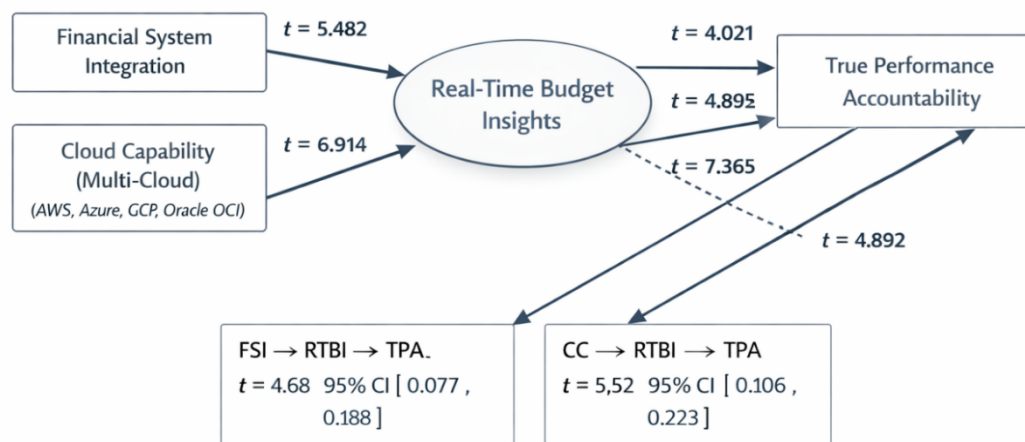 Financial System
Integration
t = 5.482
Cloud Capability
(Multi-Cloud)
(AWS, Azure, GCP, Oracle OCI)
t = 6.914
Real-Time Budget
Insights
t = 4.021
t = 4.895
t = 7.365
t = 4.892
True Performance
Accountability
FSI → RTBI → TPA.
t = 4.68 95% CI [ 0.077 ,
0.188 ]
CC → RTBI → TPA
t = 5,52 95% CI [ 0.106 ,
0.223 ]